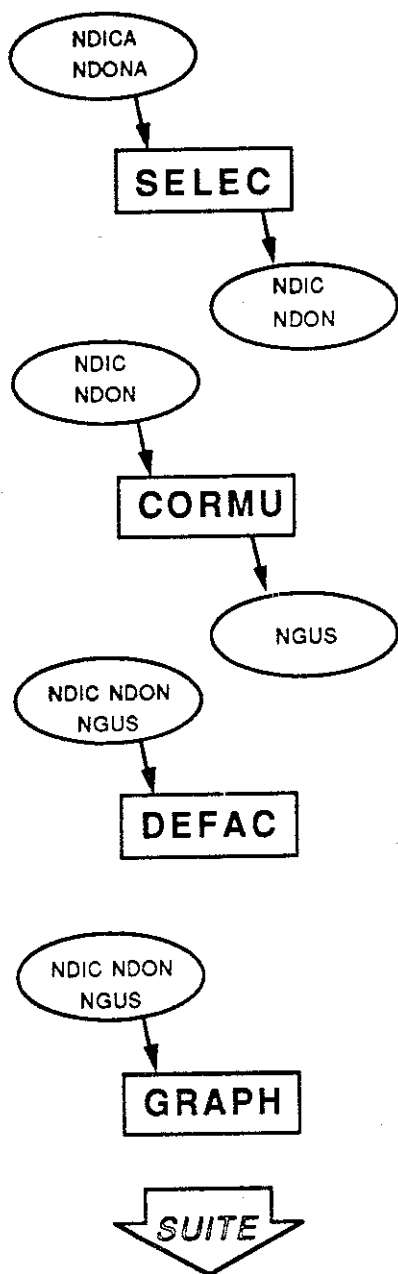 NDICA
NDONA
SELEC
NDIC
NDON
NDIC
NDON
CORMU
NGUS
NDIC NDON
NGUS
DEFAC
NDIC NDON
NGUS
GRAPH
SUITE